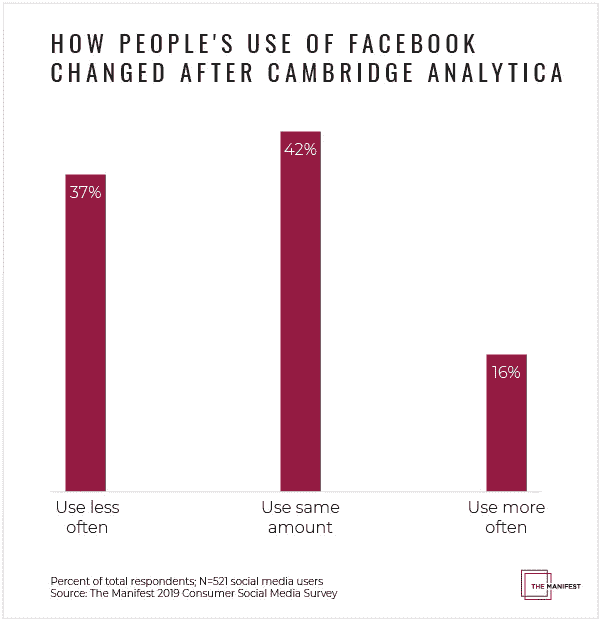 HOW PEOPLE'S USE OF FACEBOOK
CHANGED AFTER CAMBRIDGE ANALYTICA
37%
42%
16%
Use less
often
Use same
amount
Use more
often
Percent of total respondents; N=521 social media users
Source: The Manifest 2019 Consumer Social Media Survey
THE MANIFEST